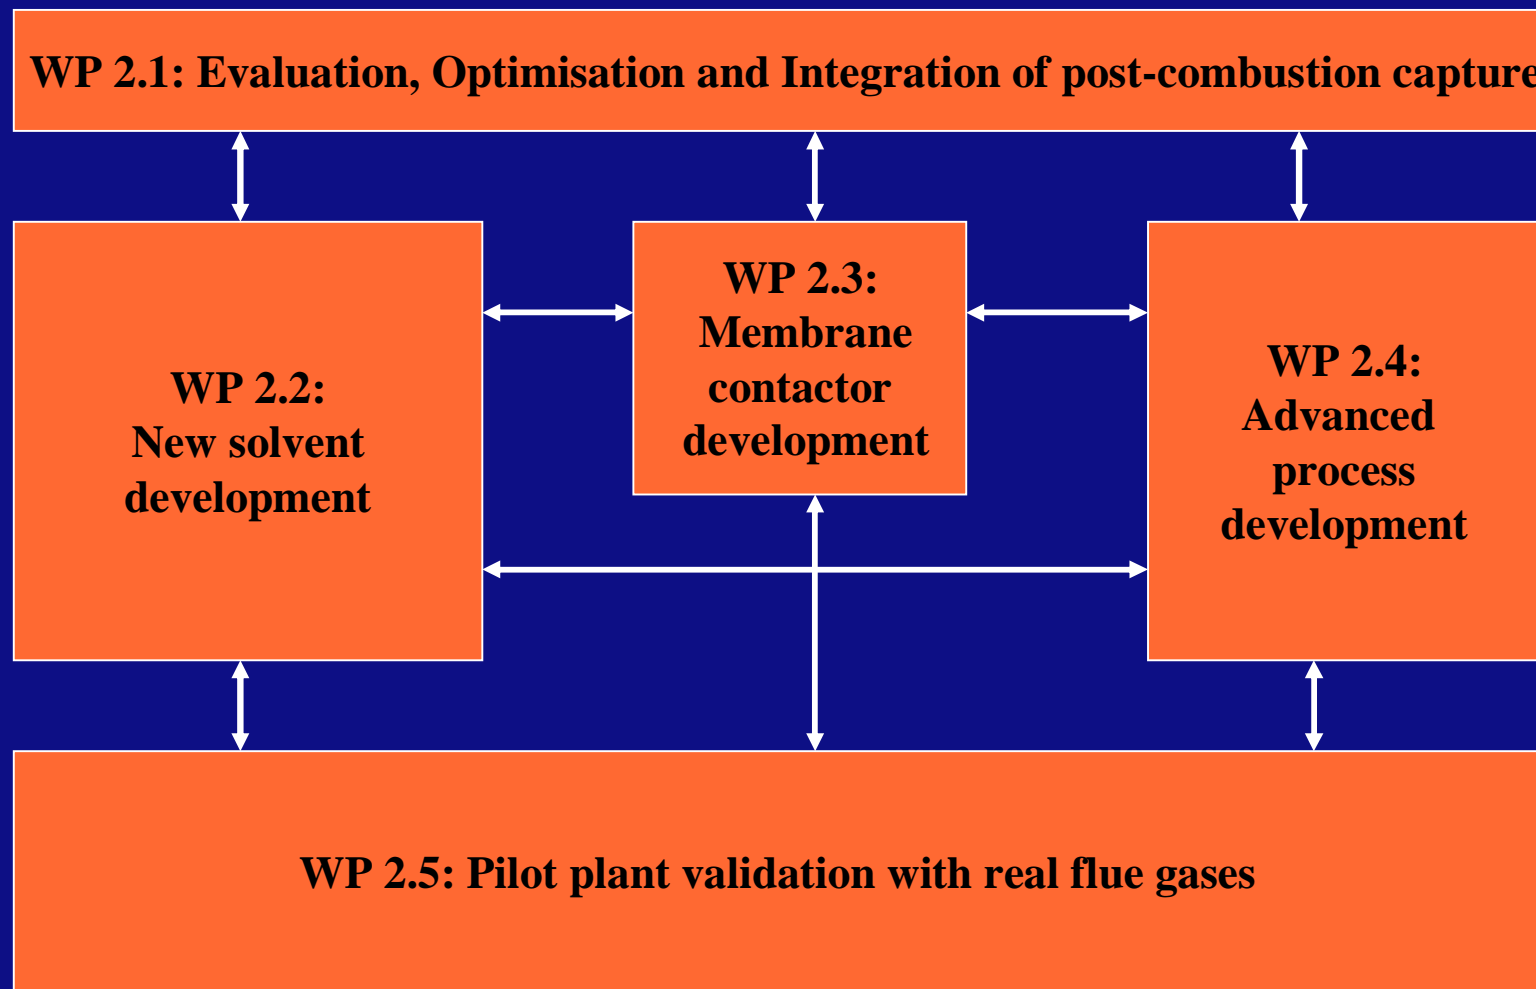 WP 2.1: Evaluation, Optimisation and Integration of post-combustion capture
WP 2.2:
New solvent
development
WP 2.3:
Membrane
contactor
development
WP 2.4:
Advanced
process
development
WP 2.5: Pilot plant validation with real flue gases